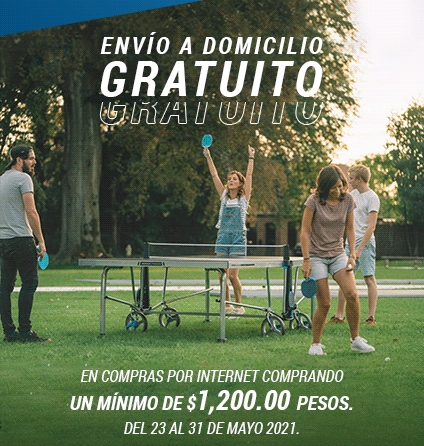 ENVÍO A DOMICILIO
GRATUITO
GRATUITO
EN COMPRAS POR INTERNET COMPRANDO
UN MÍNIMO DE $1,200.00 PESOS.
DEL 23 AL 31 DE MAYO 2021.